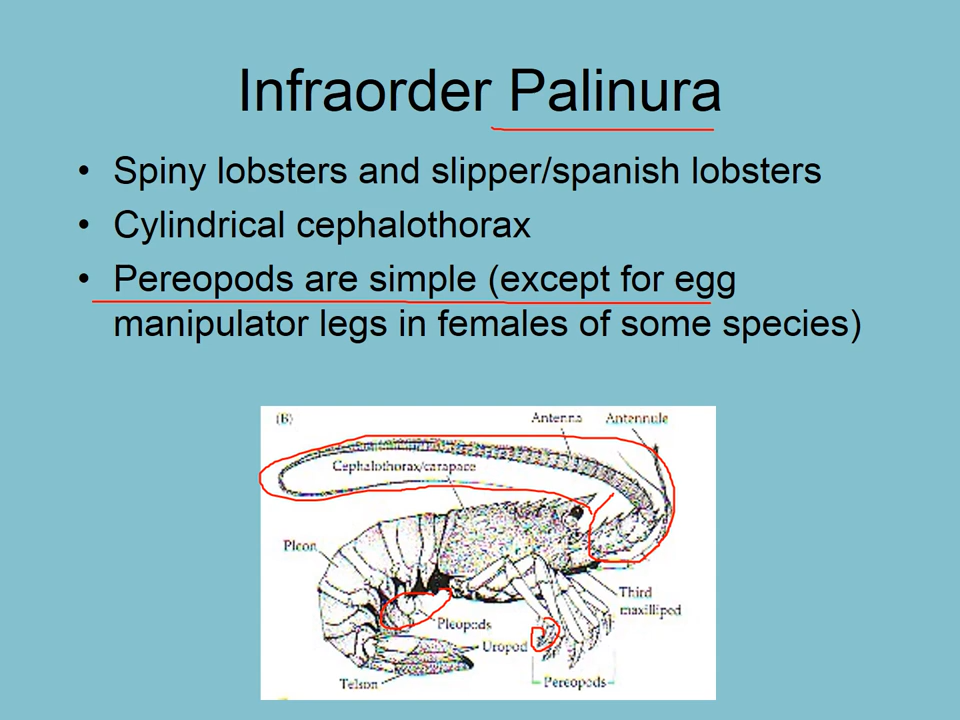 Infraorder Palinura
• Spiny lobsters and slipper/spanish lobsters
• Cylindrical cephalothorax
• Pereopods are simple (except for egg
manipulator legs in females of some species)
(B)
Antenna
Antennule
Cephalothorax/carapace
Pleon
Third
maxilliped
Pleopods
Uropod
Telson
Pereopods